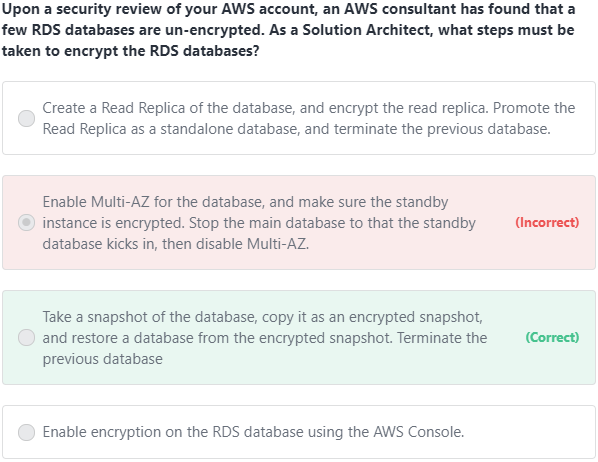 Upon a security review of your AWS account, an AWS consultant has found that a
few RDS databases are un-encrypted. As a Solution Architect, what steps must be
taken to encrypt the RDS databases?
Create a Read Replica of the database, and encrypt the read replica. Promote the
Read Replica as a standalone database, and terminate the previous database.
Enable Multi-AZ for the database, and make sure the standby
instance is encrypted. Stop the main database to that the standby
database kicks in, then disable Multi-AZ.
(Incorrect)
Take a snapshot of the database, copy it as an encrypted snapshot,
and restore a database from the encrypted snapshot. Terminate the
previous database
(Correct)
Enable encryption on the RDS database using the AWS Console.